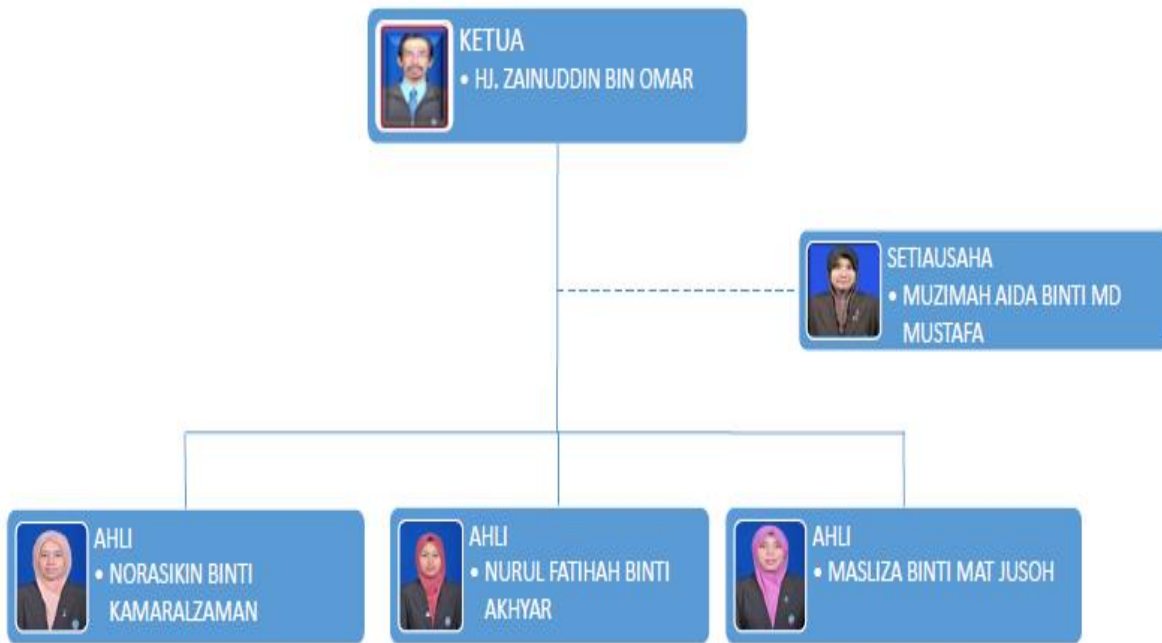 KETUA
• HJ. ZAINUDDIN BIN OMAR
SETIAUSAHA
• MUZIMAH AIDA BINTI MD
MUSTAFA
AHLI
• NORASIKIN BINTI
KAMARALZAMAN
AHLI
• NURUL FATIHAH BINTI
AKHYAR
AHLI
• MASLIZA BINTI MAT JUSOH